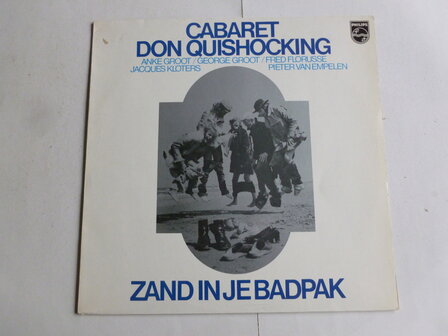 CABARET
DON QUISHOCKING
ANKE GROOT / GEORGE GROOT / FRED FLORUSSE
JACQUES KLÖTERS PIETER VAN EMPELEN
PHILIPS
ZAND IN JE BADPAK